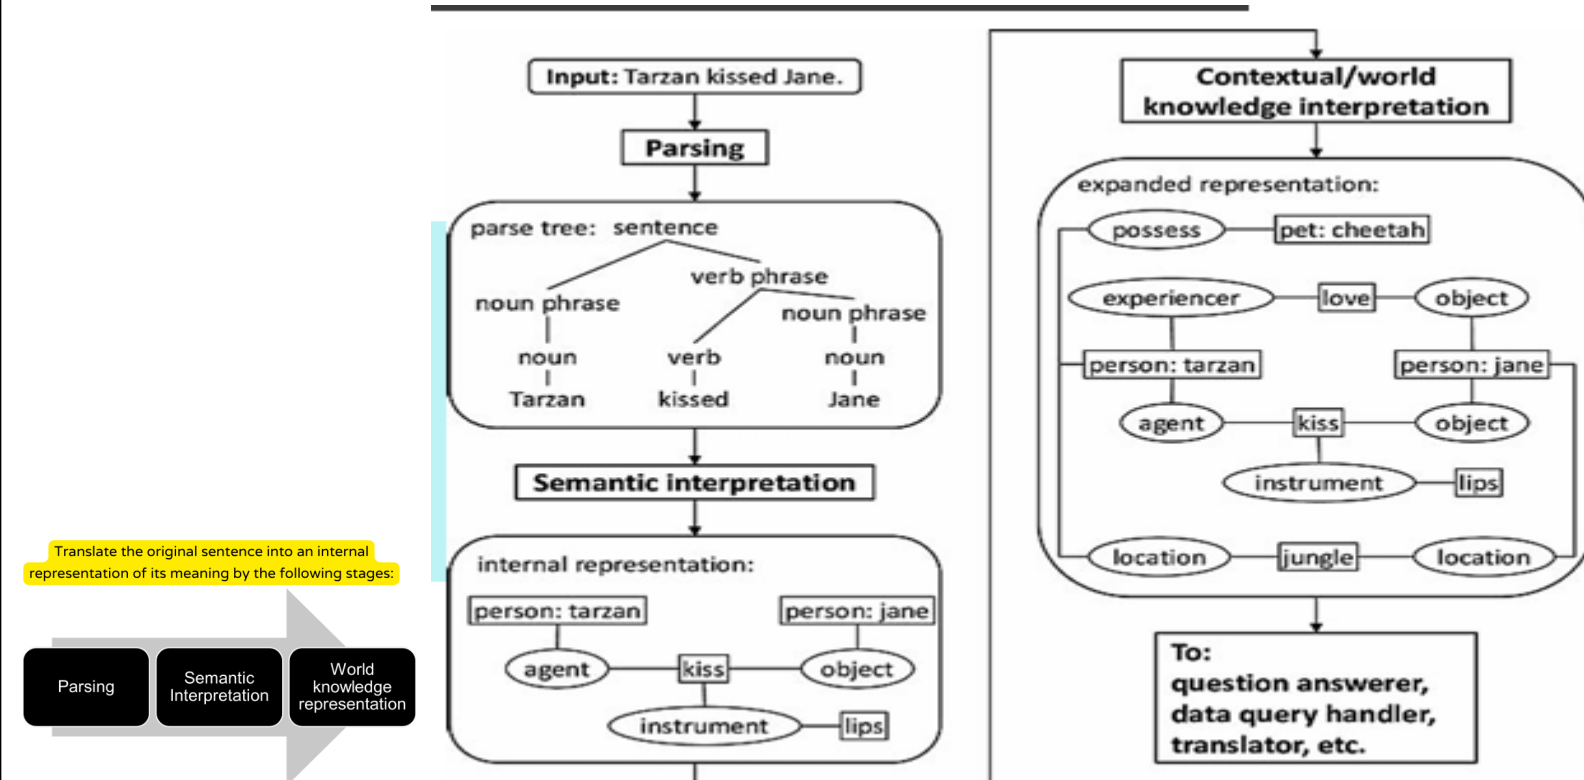 Translate the original sentence into an internal
representation of its meaning by the following stages:
Parsing
Semantic
Interpretation
World
knowledge
representation
Input: Tarzan kissed Jane.
Parsing
parse tree: sentence
verb phrase
noun phrase
noun phrase
noun verb noun
Tarzan kissed Jane
Semantic interpretation
internal representation:
person: tarzan person: jane
agent kiss object
instrument lips
Contextual/world
knowledge interpretation
expanded representation:
possess pet: cheetah
experiencer love object
person: tarzan person: jane
agent kiss object
instrument lips
location jungle location
To:
question answerer,
data query handler,
translator, etc.